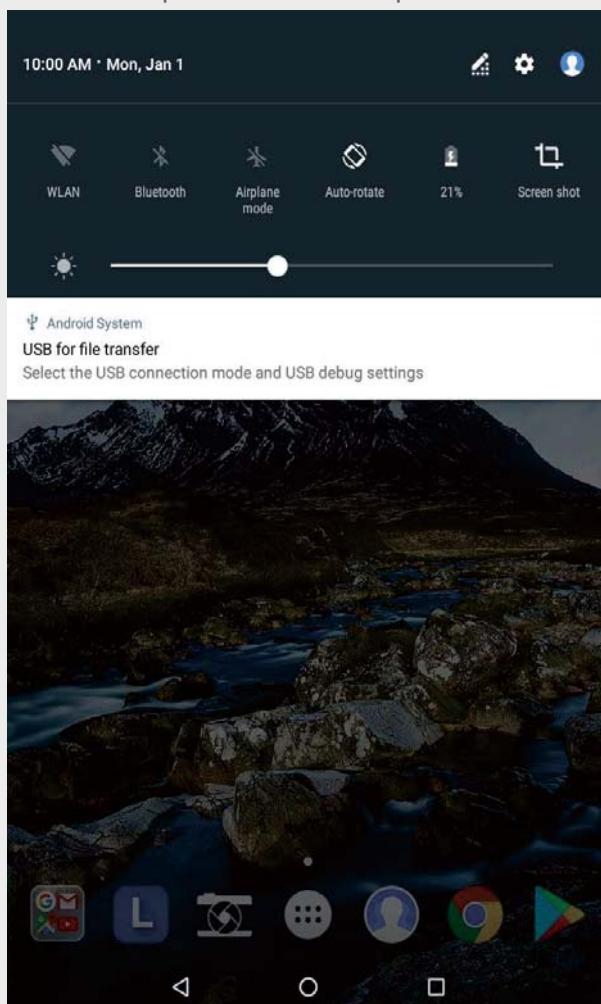 10:00 AM · Mon, Jan 1
WLAN
Bluetooth
Airplane
mode
Auto-rotate
21%
Screen shot
Android System
USB for file transfer
Select the USB connection mode and USB debug settings
L